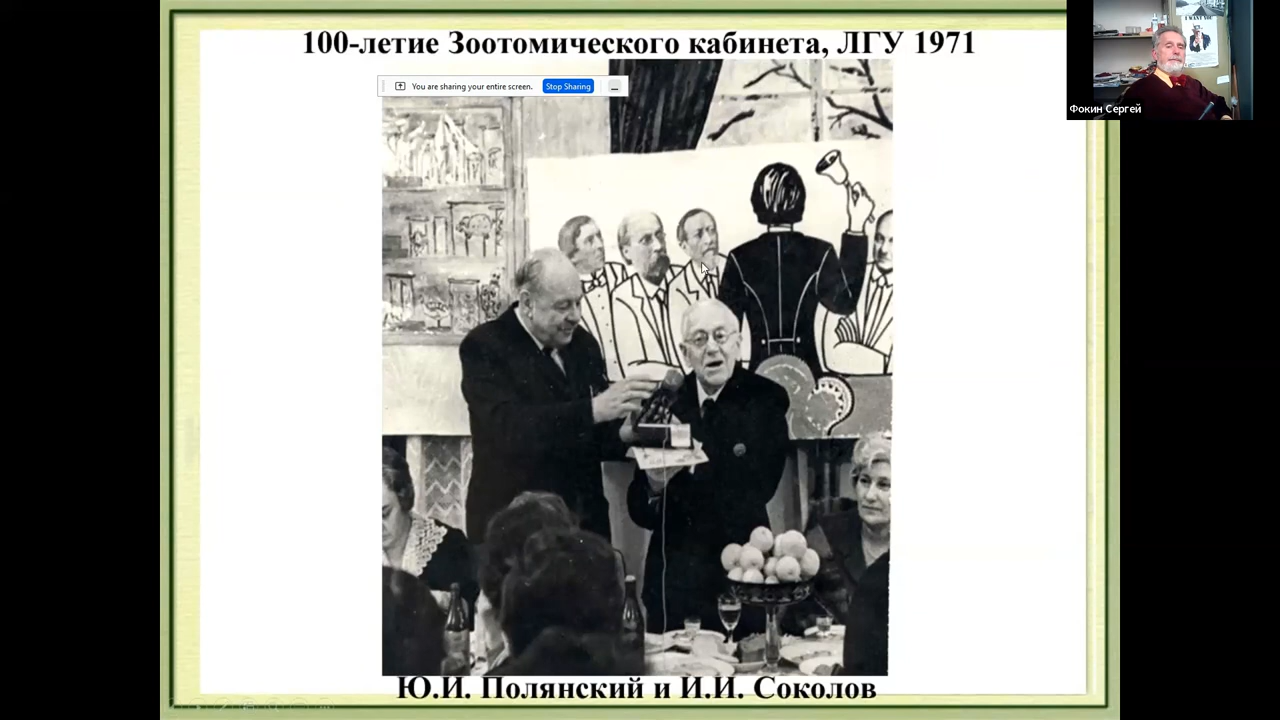 100-летие Зоотомического кабинета, ЛГУ 1971
You are sharing your entire screen. Stop Sharing ...
Фокин Сергей
Ю.И. Полянский и И.И. Соколов